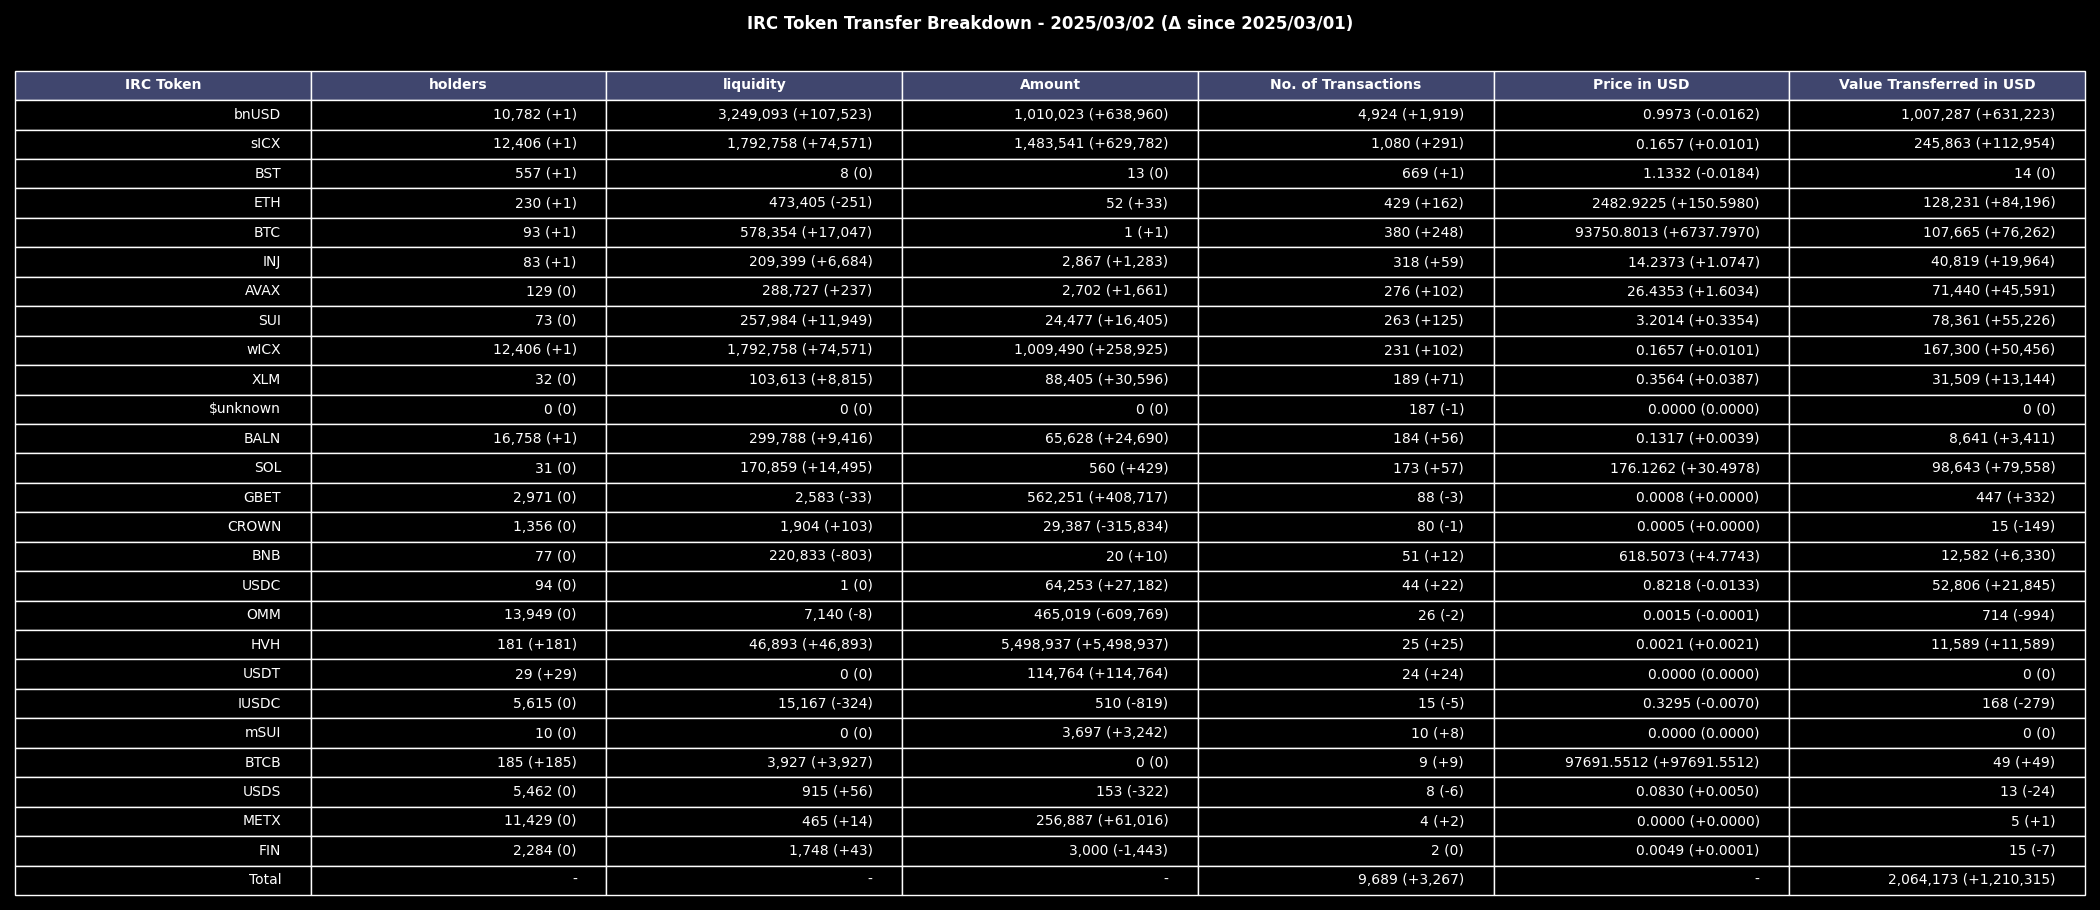 IRC Token Transfer Breakdown - 2025/03/02 (Δ since 2025/03/01)
IRC Token holders liquidity Amount No. of Transactions Price in USD Value Transferred in USD
bnUSD 10,782 (+1) 3,249,093 (+107,523) 1,010,023 (+638,960) 4,924 (+1,919) 0.9973 (-0.0162) 1,007,287 (+631,223)
sICX 12,406 (+1) 1,792,758 (+74,571) 1,483,541 (+629,782) 1,080 (+291) 0.1657 (+0.0101) 245,863 (+112,954)
BST 557 (+1) 8 (0) 13 (0) 669 (+1) 1.1332 (-0.0184) 14 (0)
ETH 230 (+1) 473,405 (-251) 52 (+33) 429 (+162) 2482.9225 (+150.5980) 128,231 (+84,196)
BTC 93 (+1) 578,354 (+17,047) 1 (+1) 380 (+248) 93750.8013 (+6737.7970) 107,665 (+76,262)
INJ 83 (+1) 209,399 (+6,684) 2,867 (+1,283) 318 (+59) 14.2373 (+1.0747) 40,819 (+19,964)
AVAX 129 (0) 288,727 (+237) 2,702 (+1,661) 276 (+102) 26.4353 (+1.6034) 71,440 (+45,591)
SUI 73 (0) 257,984 (+11,949) 24,477 (+16,405) 263 (+125) 3.2014 (+0.3354) 78,361 (+55,226)
wICX 12,406 (+1) 1,792,758 (+74,571) 1,009,490 (+258,925) 231 (+102) 0.1657 (+0.0101) 167,300 (+50,456)
XLM 32 (0) 103,613 (+8,815) 88,405 (+30,596) 189 (+71) 0.3564 (+0.0387) 31,509 (+13,144)
$unknown 0 (0) 0 (0) 0 (0) 187 (-1) 0.0000 (0.0000) 0 (0)
BALN 16,758 (+1) 299,788 (+9,416) 65,628 (+24,690) 184 (+56) 0.1317 (+0.0039) 8,641 (+3,411)
SOL 31 (0) 170,859 (+14,495) 560 (+429) 173 (+57) 176.1262 (+30.4978) 98,643 (+79,558)
GBET 2,971 (0) 2,583 (-33) 562,251 (+408,717) 88 (-3) 0.0008 (+0.0000) 447 (+332)
CROWN 1,356 (0) 1,904 (+103) 29,387 (-315,834) 80 (-1) 0.0005 (+0.0000) 15 (-149)
BNB 77 (0) 220,833 (-803) 20 (+10) 51 (+12) 618.5073 (+4.7743) 12,582 (+6,330)
USDC 94 (0) 1 (0) 64,253 (+27,182) 44 (+22) 0.8218 (-0.0133) 52,806 (+21,845)
OMM 13,949 (0) 7,140 (-8) 465,019 (-609,769) 26 (-2) 0.0015 (-0.0001) 714 (-994)
HVH 181 (+181) 46,893 (+46,893) 5,498,937 (+5,498,937) 25 (+25) 0.0021 (+0.0021) 11,589 (+11,589)
USDT 29 (+29) 0 (0) 114,764 (+114,764) 24 (+24) 0.0000 (0.0000) 0 (0)
IUSDC 5,615 (0) 15,167 (-324) 510 (-819) 15 (-5) 0.3295 (-0.0070) 168 (-279)
mSUI 10 (0) 0 (0) 3,697 (+3,242) 10 (+8) 0.0000 (0.0000) 0 (0)
BTCB 185 (+185) 3,927 (+3,927) 0 (0) 9 (+9) 97691.5512 (+97691.5512) 49 (+49)
USDS 5,462 (0) 915 (+56) 153 (-322) 8 (-6) 0.0830 (+0.0050) 13 (-24)
METX 11,429 (0) 465 (+14) 256,887 (+61,016) 4 (+2) 0.0000 (+0.0000) 5 (+1)
FIN 2,284 (0) 1,748 (+43) 3,000 (-1,443) 2 (0) 0.0049 (+0.0001) 15 (-7)
Total - - - 9,689 (+3,267) - 2,064,173 (+1,210,315)